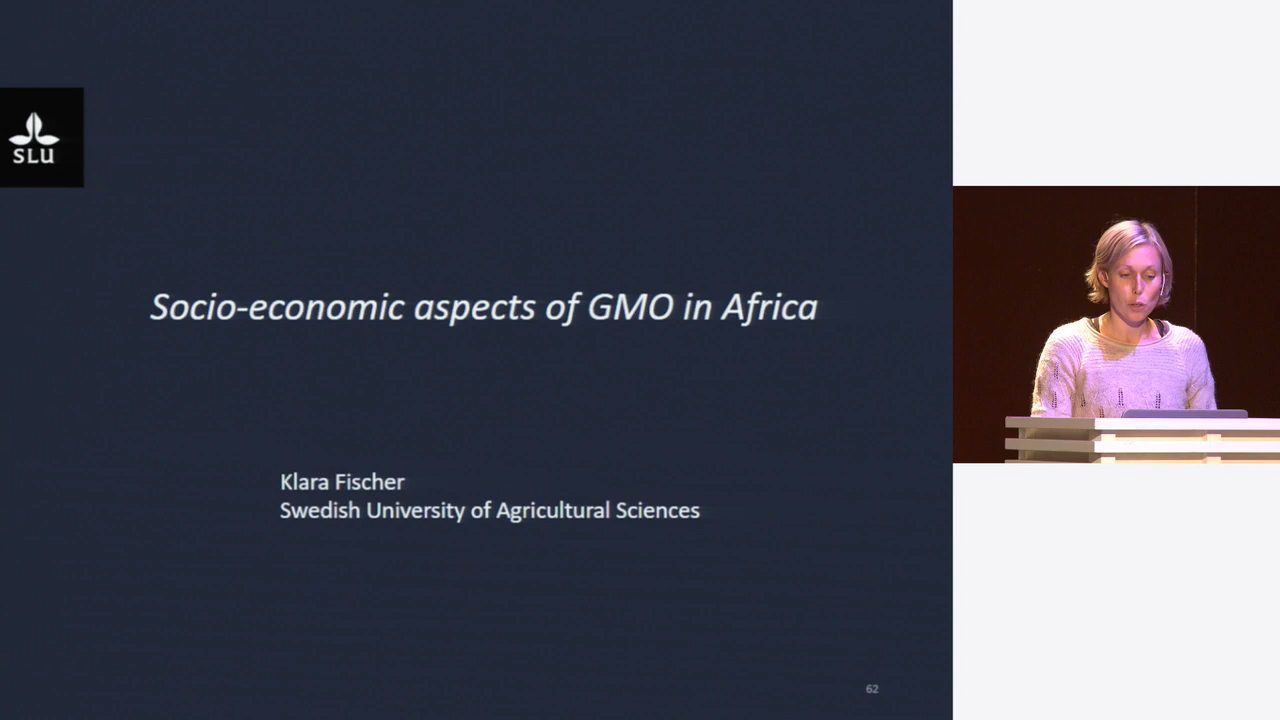 SLU
Socio-economic aspects of GMO in Africa
Klara Fischer
Swedish University of Agricultural Sciences
62